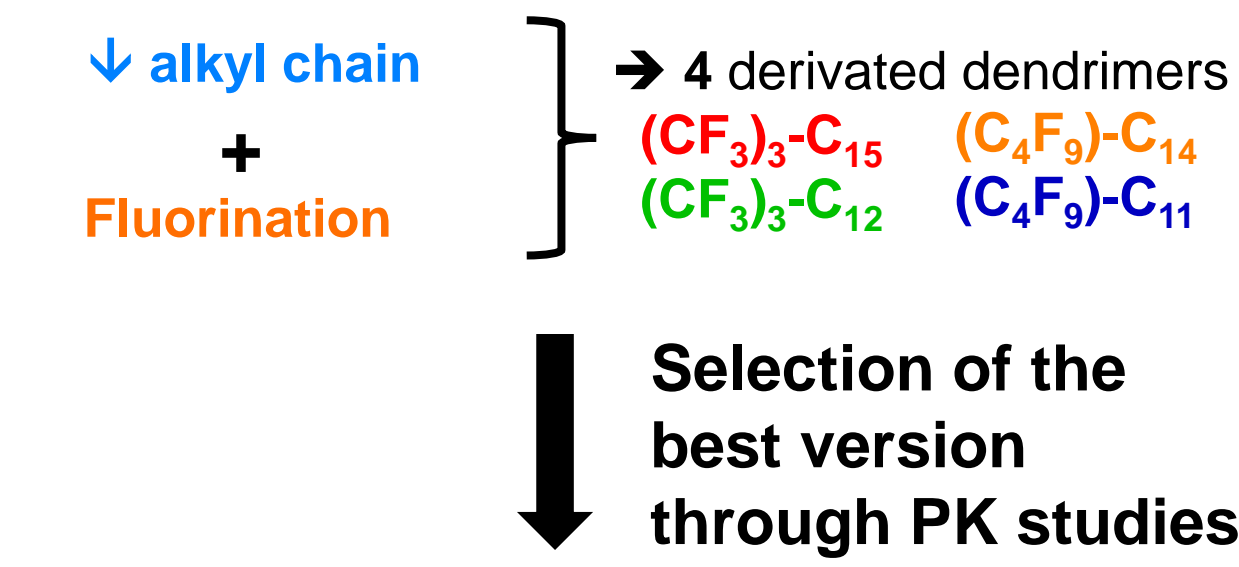 ↓ alkyl chain
+
Fluorination
➔ 4 derivated dendrimers
(CF₃)₃-C₁₅ (C₄F₉)-C₁₄
(CF₃)₃-C₁₂ (C₄F₉)-C₁₁
Selection of the
best version
through PK studies